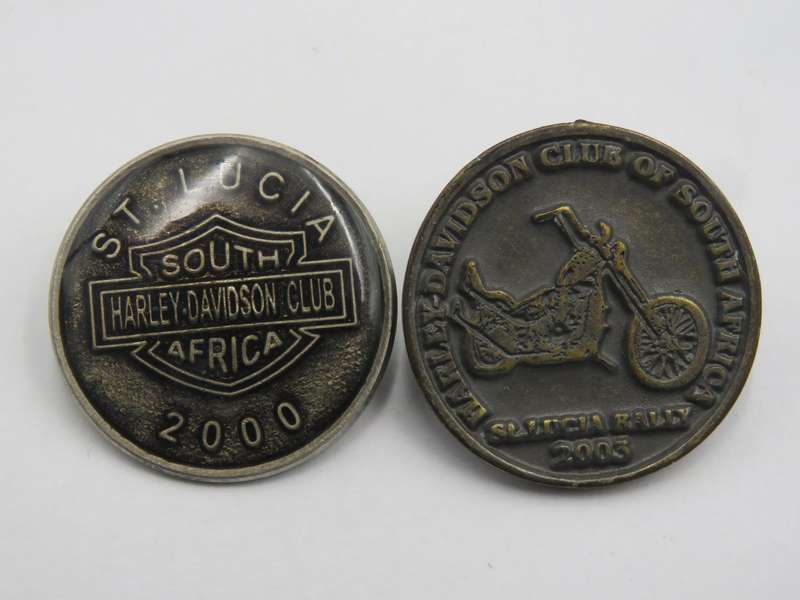 ST. LUCIA
SOUTH
HARLEY-DAVIDSON CLUB
AFRICA
2000
HARLEY-DAVIDSON CLUB OF SOUTH AFRICA
ST. LUCIA RALLY
2003